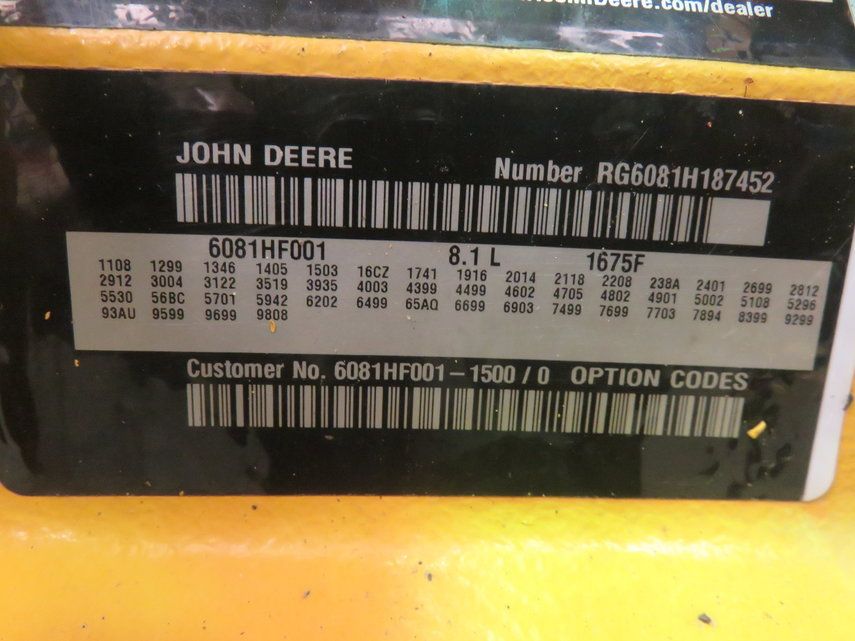 Deere.com/dealer
JOHN DEERE
Number RG6081H187452
6081HF001 8.1 L 1675F
1108 1299 1346 1405 1503 16CZ 1741 1916 2014 2118 2208 238A 2401 2699 2812
2912 3004 3122 3519 3935 4003 4399 4499 4602 4705 4802 4901 5002 5108 5296
5530 56BC 5701 5942 6202 6499 65AQ 6699 6903 7499 7699 7703 7894 8399 9299
93AU 9599 9699 9808
Customer No. 6081HF001-1500 / 0 OPTION CODES